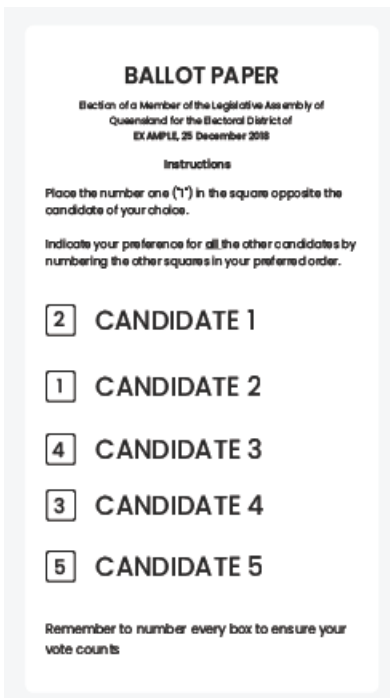 BALLOT PAPER
Election of a Member of the Legislative Assembly of
Queensland for the Electoral District of
EXAMPLE, 25 December 2018
Instructions
Place the number one ("1") in the square opposite the
candidate of your choice.
Indicate your preference for all the other candidates by
numbering the other squares in your preferred order.
2 CANDIDATE 1
1 CANDIDATE 2
4 CANDIDATE 3
3 CANDIDATE 4
5 CANDIDATE 5
Remember to number every box to ensure your
vote counts